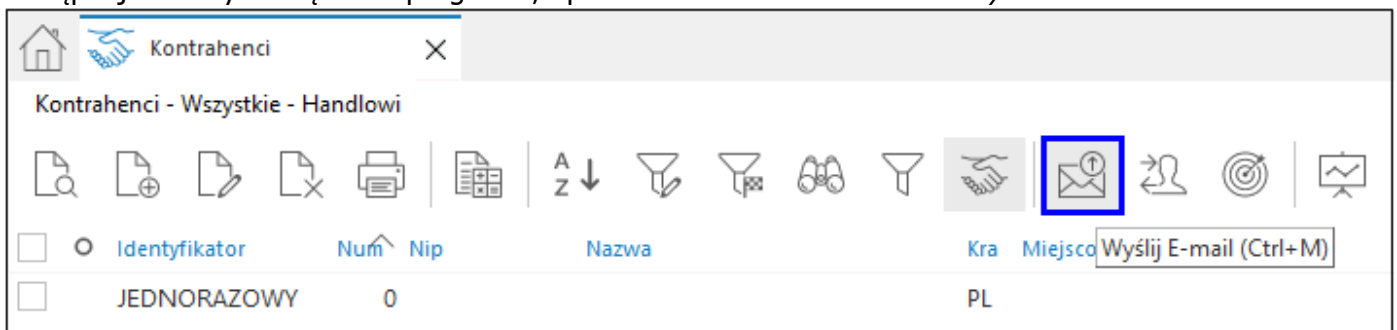 Kontrahenci
Kontrahenci - Wszystkie - Handlowi
A
Z
Identyfikator Num Nip Nazwa Kra Miejsco Wyślij E-mail (Ctrl+M)
JEDNORAZOWY 0 PL